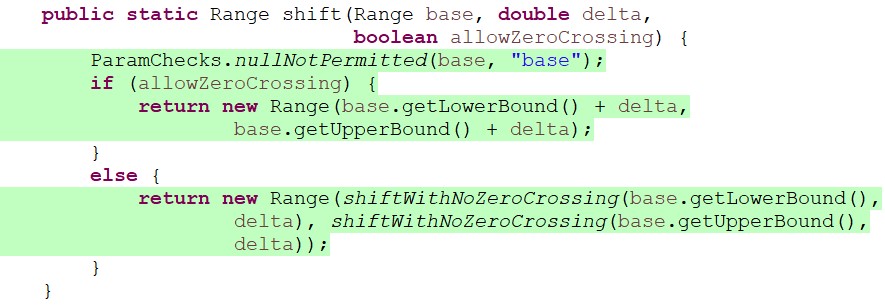 public static Range shift(Range base, double delta,
boolean allowZeroCrossing) {
ParamChecks.nullNotPermitted(base, "base");
if (allowZeroCrossing) {
return new Range(base.getLowerBound() + delta,
base.getUpperBound() + delta);
}
else {
return new Range(shiftWithNoZeroCrossing(base.getLowerBound(),
delta), shiftWithNoZeroCrossing(base.getUpperBound(),
delta));
}
}